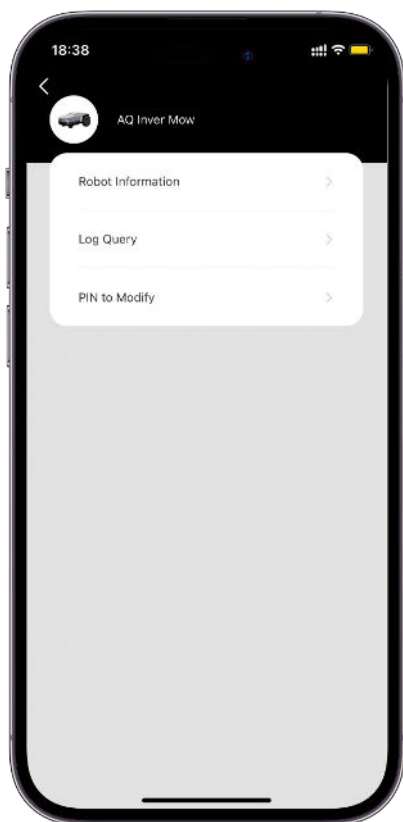 18:38
AQ Inver Mow
Robot Information
Log Query
PIN to Modify